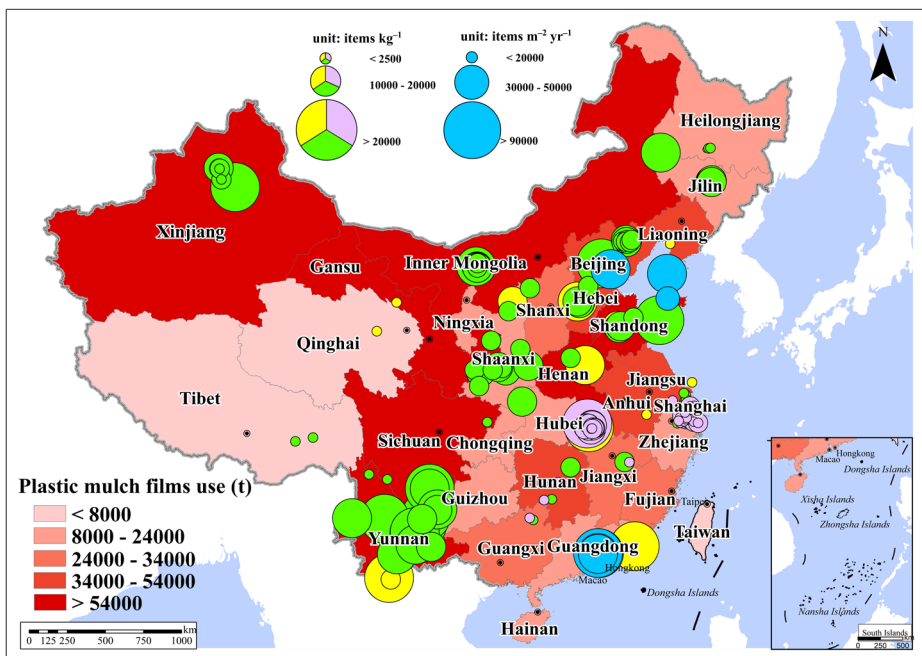 unit: items kg⁻¹
< 2500
10000 - 20000
> 20000
unit: items m⁻² yr⁻¹
< 20000
30000 - 50000
> 90000
N
Heilongjiang
Jilin
Liaoning
Xinjiang
Gansu
Inner Mongolia
Beijing
Hebei
Shanxi
Ningxia
Shandong
Qinghai
Shaanxi
Henan
Jiangsu
Tibet
Anhui
Shanghai
Hubei
Zhejiang
Sichuan
Chongqing
Hunan
Jiangxi
Guizhou
Fujian
Taipei
Yunnan
Taiwan
Guangxi
Guangdong
Hongkong
Macao
Dongsha Islands
Hainan
Plastic mulch films use (t)
< 8000
8000 - 24000
24000 - 34000
34000 - 54000
> 54000
km
0 125 250 500 750 1000
Hongkong
Macao
Dongsha Islands
Xisha Islands
Zhongsha Islands
Nansha Islands
South Islands
km
0 250 500